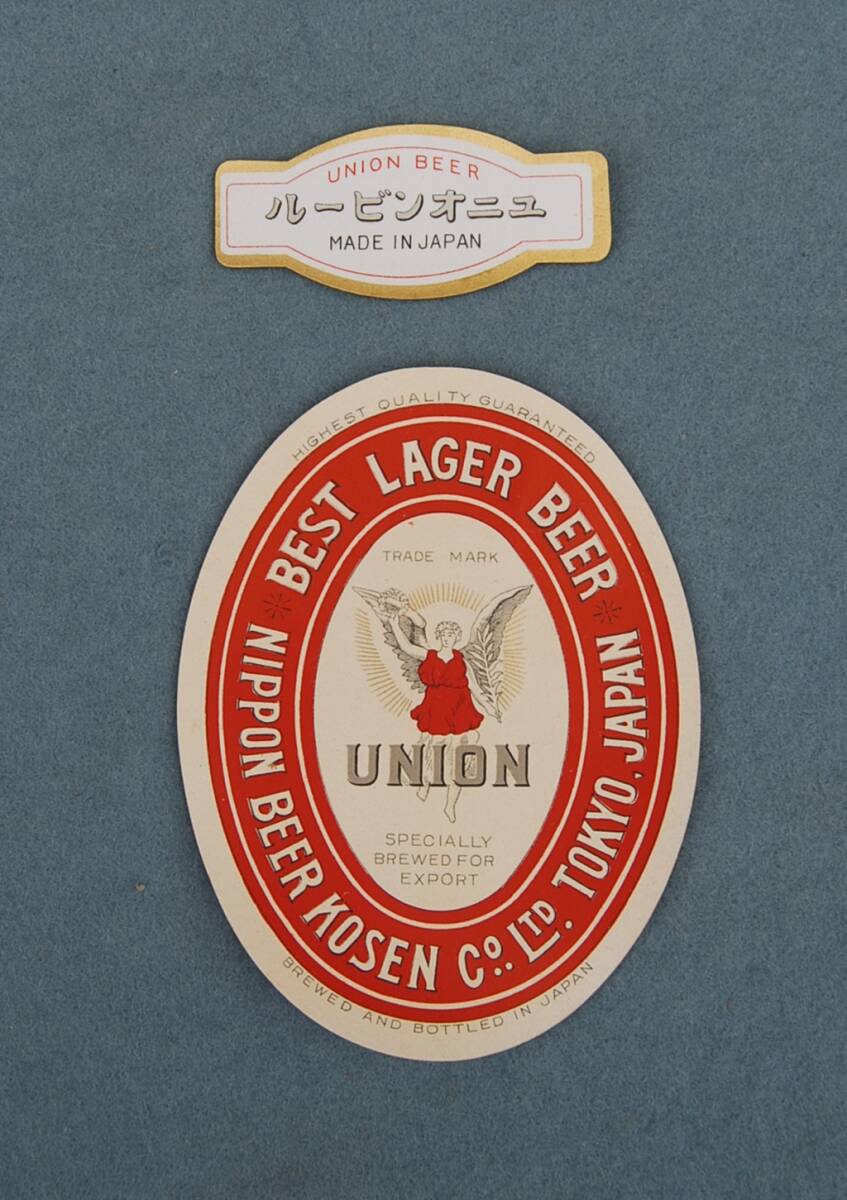 UNION BEER
ユニオンビール
MADE IN JAPAN
HIGHEST QUALITY GUARANTEED
BEST LAGER BEER
TRADE MARK
UNION
SPECIALLY
BREWED FOR
EXPORT
NIPPON BEER KOSEN Co. LTD. TOKYO, JAPAN
BREWED AND BOTTLED IN JAPAN